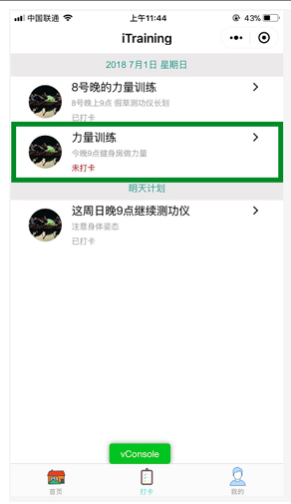 中国联通
上午11:44
43%
iTraining
2018 7月1日 星期日
8号晚的力量训练
8号晚上9点 假草测功仪长划
已打卡
力量训练
今晚9点健身房做力量
未打卡
明天计划
这周日晚9点继续测功仪
注意身体姿态
已打卡
vConsole
首页
打卡
我的